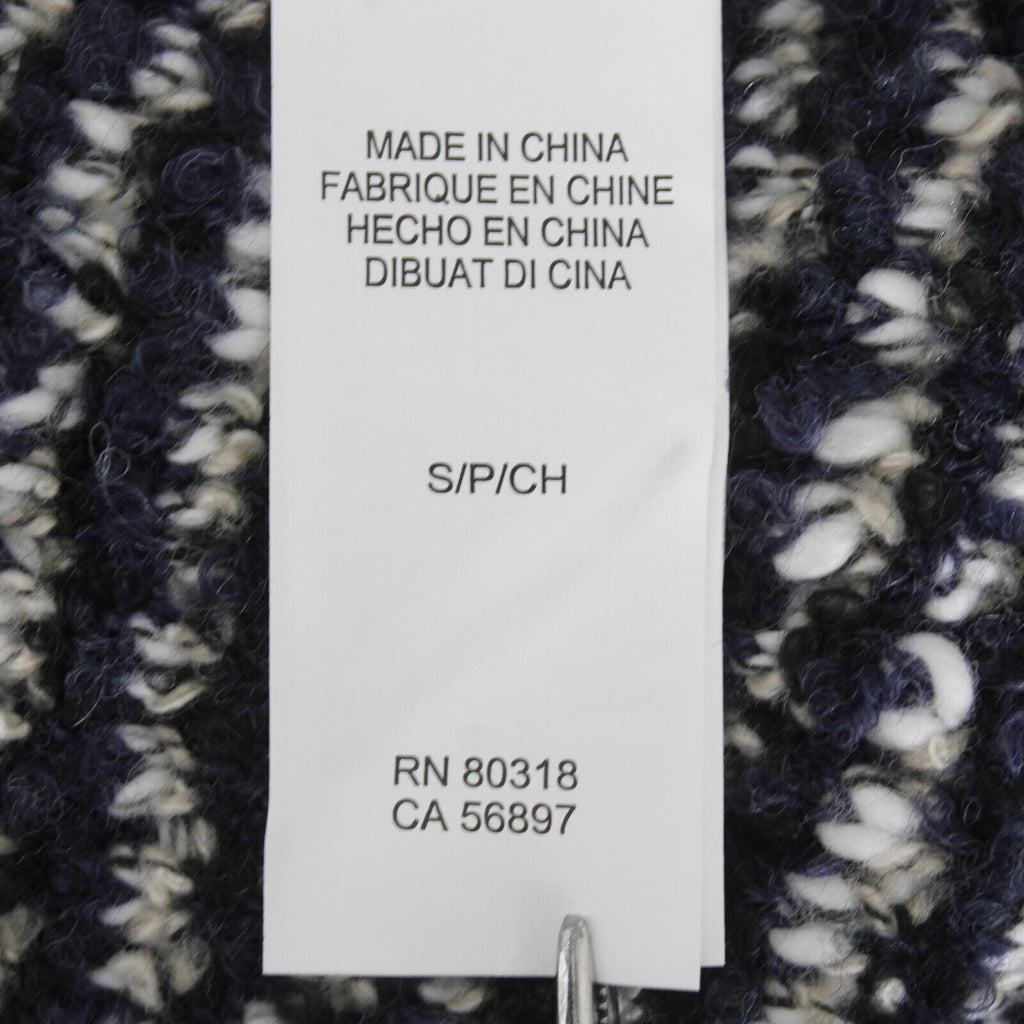 MADE IN CHINA
FABRIQUE EN CHINE
HECHO EN CHINA
DIBUAT DI CINA
S/P/CH
RN 80318
CA 56897